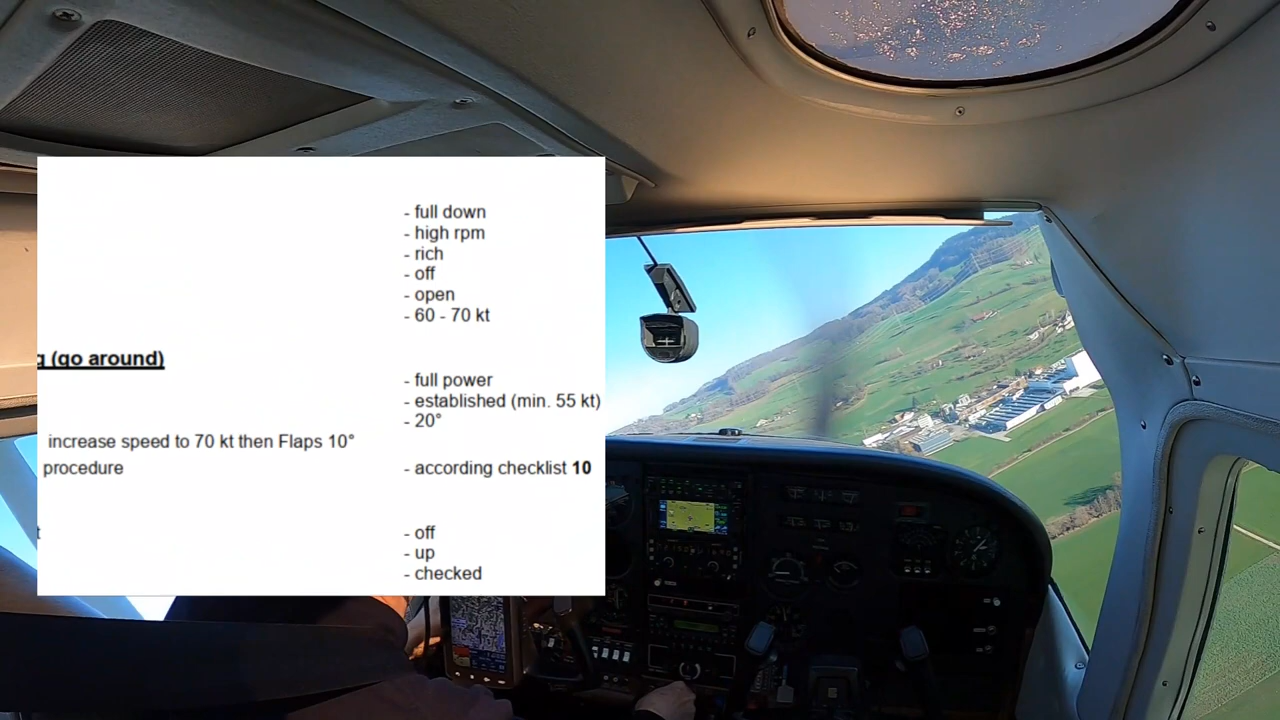 - full down
- high rpm
- rich
- off
- open
- 60 - 70 kt
(go around)
- full power
- established (min. 55 kt)
- 20°
increase speed to 70 kt then Flaps 10°
procedure - according checklist 10
t - off
- up
- checked